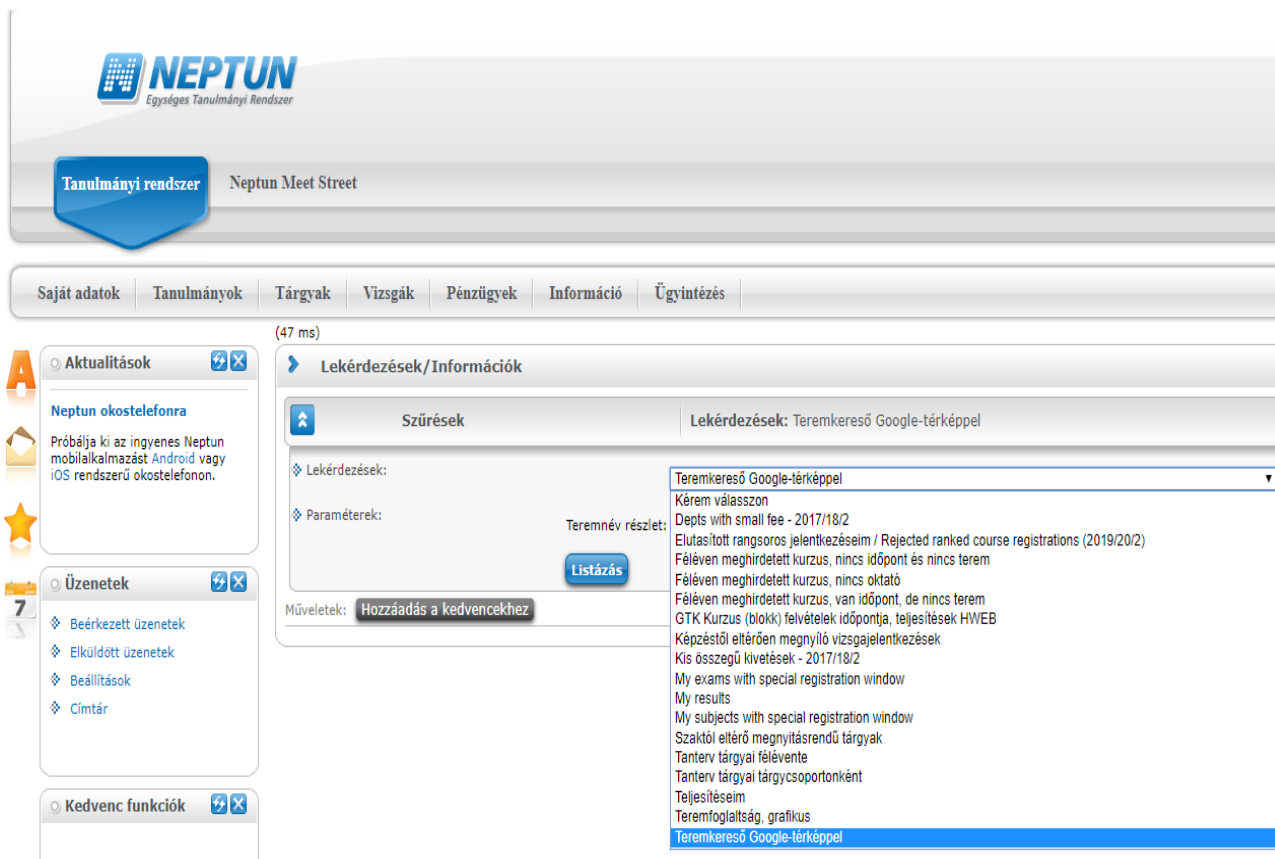 NEPTUN
Egységes Tanulmányi Rendszer
Tanulmányi rendszer
Neptun Meet Street
Saját adatok
Tanulmányok
Tárgyak
Vizsgák
Pénzügyek
Információ
Ügyintézés
(47 ms)
A
Aktualitások
Neptun okostelefonra
Próbálja ki az ingyenes Neptun
mobilalkalmazást Android vagy
iOS rendszerű okostelefonon.
7
Üzenetek
Beérkezett üzenetek
Elküldött üzenetek
Beállítások
Címtár
Kedvenc funkciók
Lekérdezések/Információk
Szűrések
Lekérdezések: Teremkereső Google-térképpel
Lekérdezések:
Teremkereső Google-térképpel
Paraméterek:
Teremnév részlet:
Listázás
Műveletek:
Hozzáadás a kedvencekhez
Kérem válasszon
Depts with small fee - 2017/18/2
Elutasított rangsoros jelentkezéseim / Rejected ranked course registrations (2019/20/2)
Féléven meghirdetett kurzus, nincs időpont és nincs terem
Féléven meghirdetett kurzus, nincs oktató
Féléven meghirdetett kurzus, van időpont, de nincs terem
GTK Kurzus (blokk) felvételek időpontja, teljesítések HWEB
Képzéstől eltérően megnyíló vizsgajelentkezések
Kis összegű kivetések - 2017/18/2
My exams with special registration window
My results
My subjects with special registration window
Szaktól eltérő megnyitásrendű tárgyak
Tanterv tárgyai félévente
Tanterv tárgyai tárgycsoportonként
Teljesítéseim
Teremfoglaltság, grafikus
Teremkereső Google-térképpel